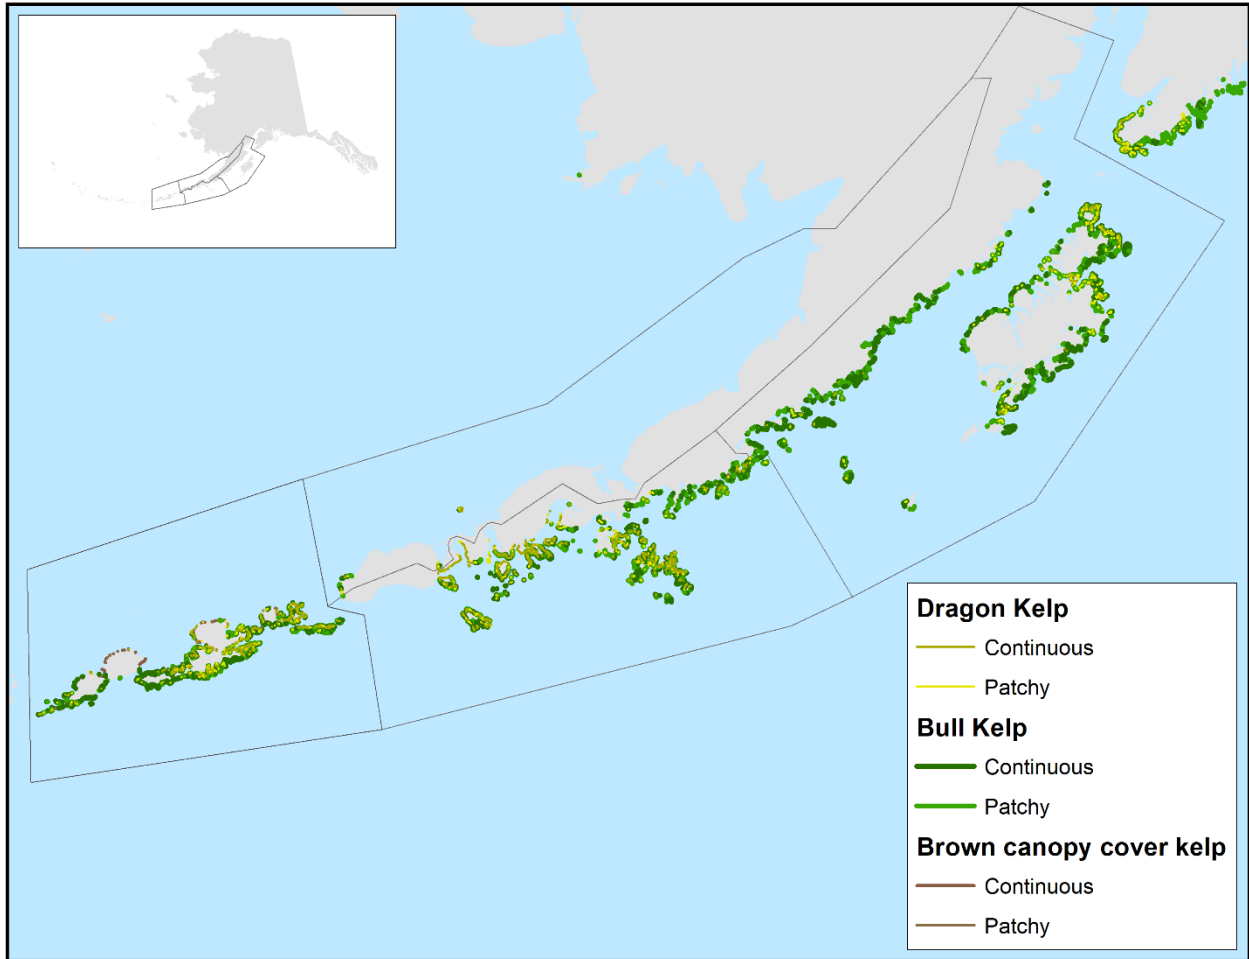 Dragon Kelp
Continuous
Patchy
Bull Kelp
Continuous
Patchy
Brown canopy cover kelp
Continuous
Patchy